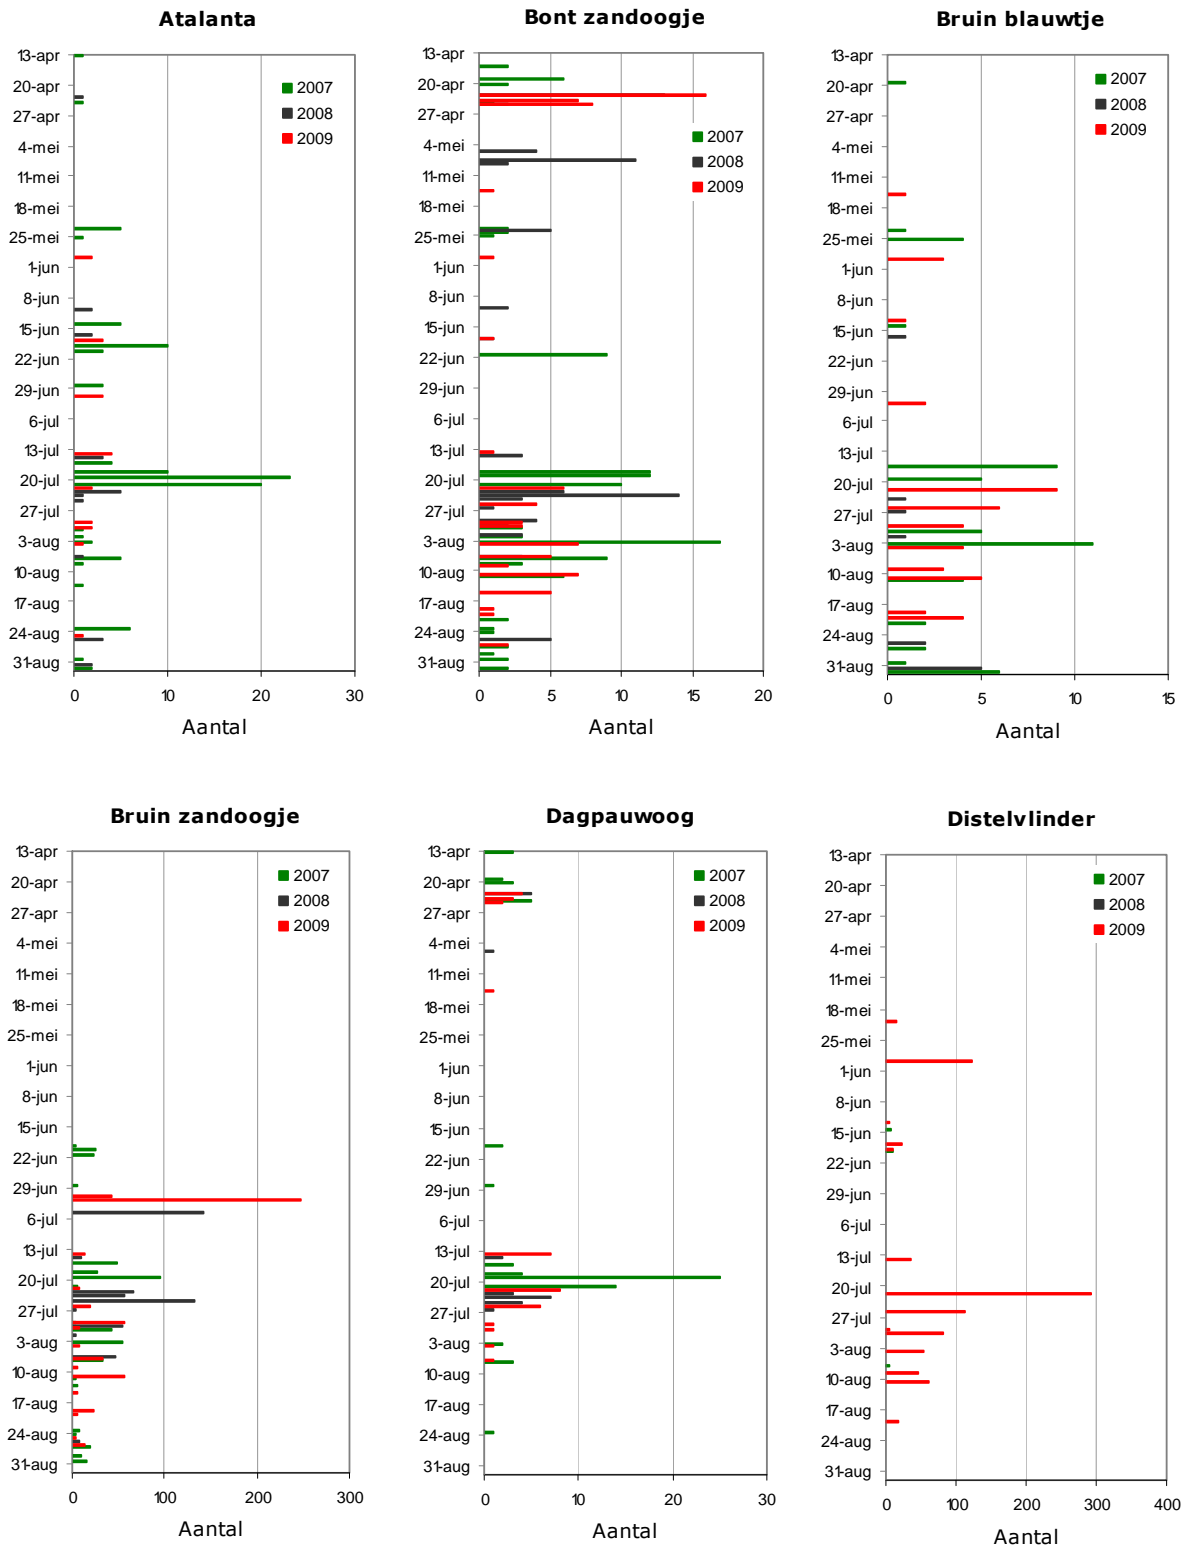 Atalanta
13-apr
20-apr
27-apr
4-mei
11-mei
18-mei
25-mei
1-jun
8-jun
15-jun
22-jun
29-jun
6-jul
13-jul
20-jul
27-jul
3-aug
10-aug
17-aug
24-aug
31-aug
2007
2008
2009
0 10 20 30
Aantal
Bont zandoogje
13-apr
20-apr
27-apr
4-mei
11-mei
18-mei
25-mei
1-jun
8-jun
15-jun
22-jun
29-jun
6-jul
13-jul
20-jul
27-jul
3-aug
10-aug
17-aug
24-aug
31-aug
2007
2008
2009
0 5 10 15 20
Aantal
Bruin blauwtje
13-apr
20-apr
27-apr
4-mei
11-mei
18-mei
25-mei
1-jun
8-jun
15-jun
22-jun
29-jun
6-jul
13-jul
20-jul
27-jul
3-aug
10-aug
17-aug
24-aug
31-aug
2007
2008
2009
0 5 10 15
Aantal
Bruin zandoogje
13-apr
20-apr
27-apr
4-mei
11-mei
18-mei
25-mei
1-jun
8-jun
15-jun
22-jun
29-jun
6-jul
13-jul
20-jul
27-jul
3-aug
10-aug
17-aug
24-aug
31-aug
2007
2008
2009
0 100 200 300
Aantal
Dagpauwoog
13-apr
20-apr
27-apr
4-mei
11-mei
18-mei
25-mei
1-jun
8-jun
15-jun
22-jun
29-jun
6-jul
13-jul
20-jul
27-jul
3-aug
10-aug
17-aug
24-aug
31-aug
2007
2008
2009
0 10 20 30
Aantal
Distelvlinder
13-apr
20-apr
27-apr
4-mei
11-mei
18-mei
25-mei
1-jun
8-jun
15-jun
22-jun
29-jun
6-jul
13-jul
20-jul
27-jul
3-aug
10-aug
17-aug
24-aug
31-aug
2007
2008
2009
0 100 200 300 400
Aantal